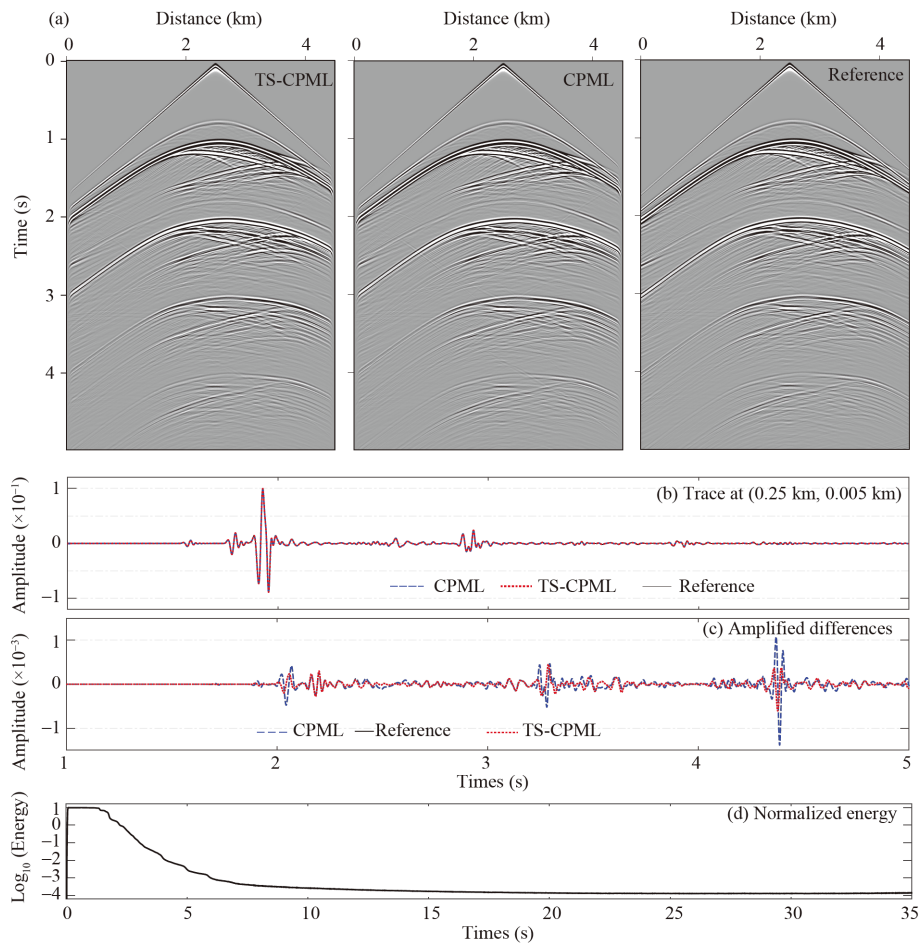 (a)
Distance (km) Distance (km) Distance (km)
0 2 4 0 2 4 0 2 4
0
TS-CPML CPML Reference
1
2
3
4
Time (s)
1
0
−1
Amplitude (×10⁻¹)
(b) Trace at (0.25 km, 0.005 km)
CPML TS-CPML Reference
1
0
−1
Amplitude (×10⁻³)
(c) Amplified differences
CPML Reference TS-CPML
1 2 3 4 5
Times (s)
1
0
−1
−2
−3
−4
Log₁₀ (Energy)
(d) Normalized energy
0 5 10 15 20 25 30 35
Times (s)